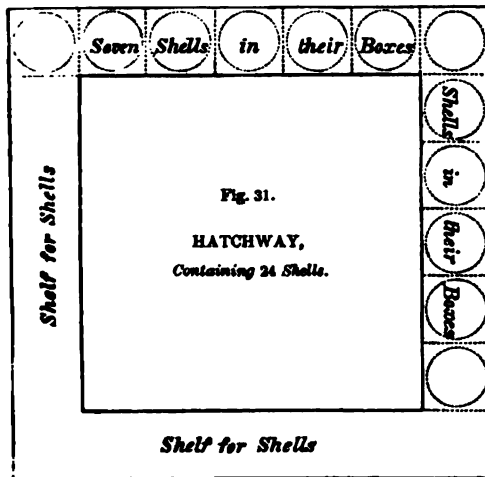 Seven Shells in their Boxes
Shells in their Boxes
Shelf for Shells
Fig. 31.
HATCHWAY,
Containing 24 Shells.
Shelf for Shells